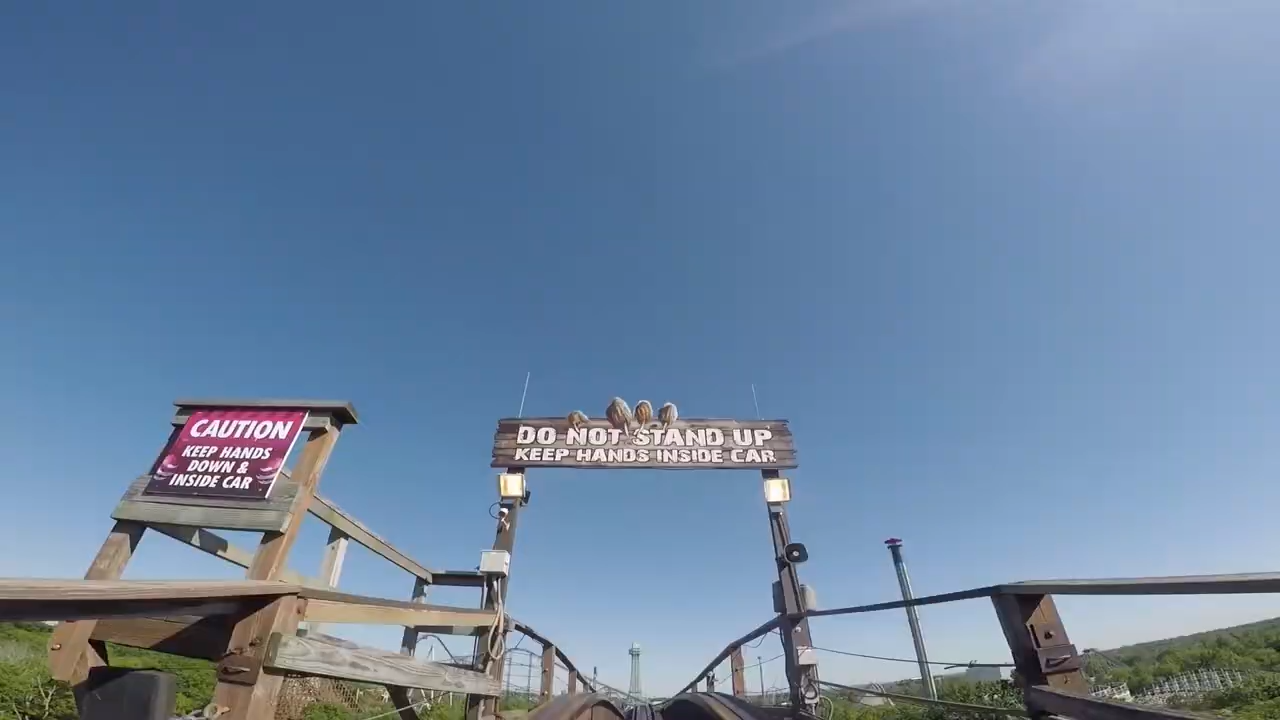 CAUTION
KEEP HANDS
DOWN &
INSIDE CAR
DO NOT STAND UP
KEEP HANDS INSIDE CAR